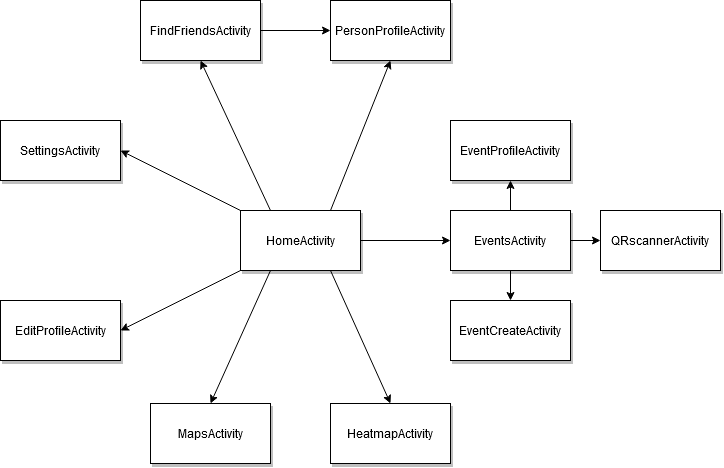 FindFriendsActivity
PersonProfileActivity
SettingsActivity
EventProfileActivity
HomeActivity
EventsActivity
QRscannerActivity
EditProfileActivity
EventCreateActivity
MapsActivity
HeatmapActivity